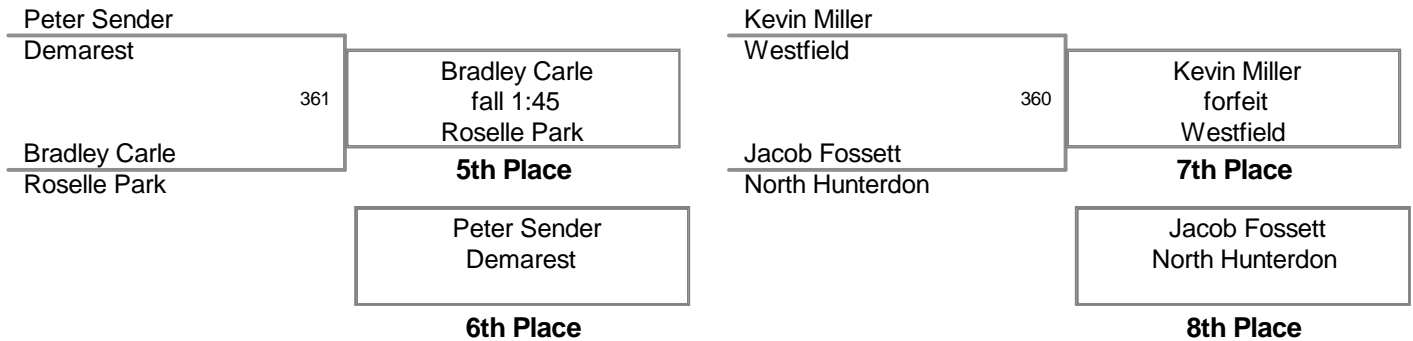 Peter Sender
Demarest
361
Bradley Carle
Roselle Park
Bradley Carle
fall 1:45
Roselle Park
5th Place
Peter Sender
Demarest
6th Place
Kevin Miller
Westfield
360
Jacob Fossett
North Hunterdon
Kevin Miller
forfeit
Westfield
7th Place
Jacob Fossett
North Hunterdon
8th Place